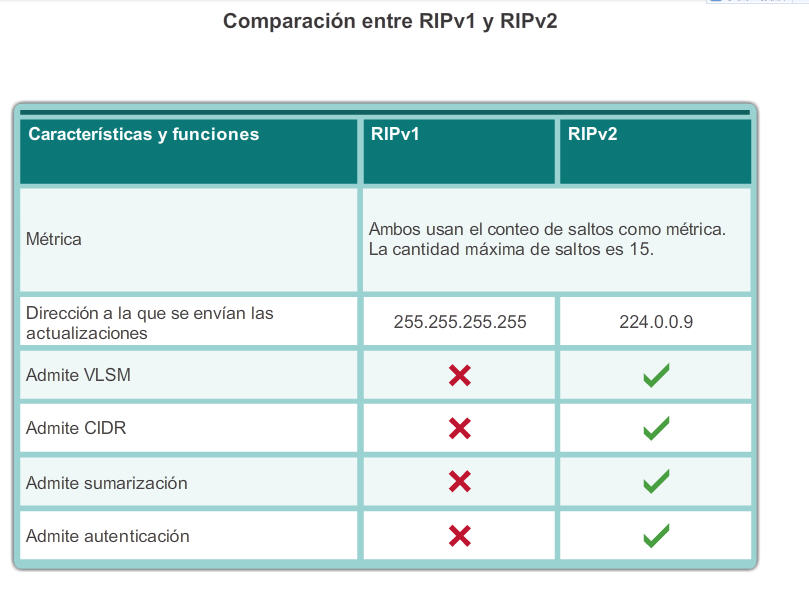 Comparación entre RIPv1 y RIPv2
Características y funciones
RIPv1
RIPv2
Métrica
Ambos usan el conteo de saltos como métrica.
La cantidad máxima de saltos es 15.
Dirección a la que se envían las
actualizaciones
255.255.255.255
224.0.0.9
Admite VLSM
Admite CIDR
Admite sumarización
Admite autenticación